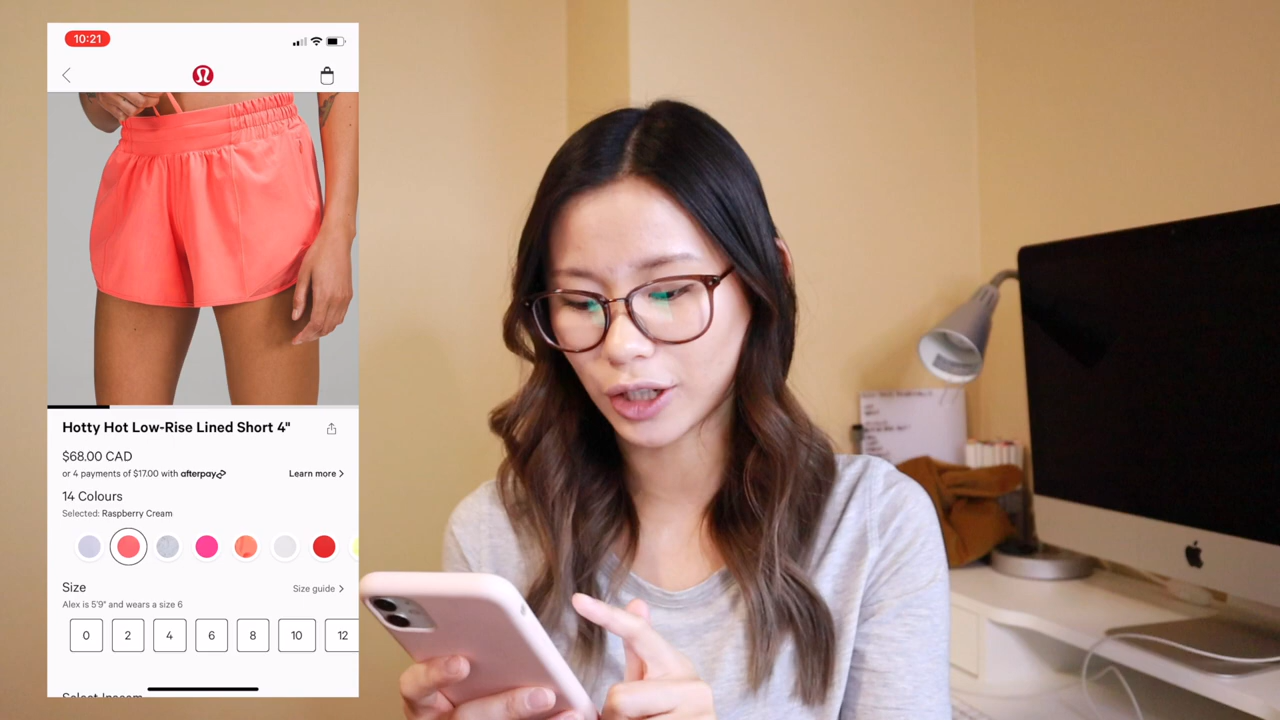 10:21
Hotty Hot Low-Rise Lined Short 4"
$68.00 CAD
or 4 payments of $17.00 with afterpay
Learn more
14 Colours
Selected: Raspberry Cream
Size
Size guide
Alex is 5'9" and wears a size 6
0 2 4 6 8 10 12